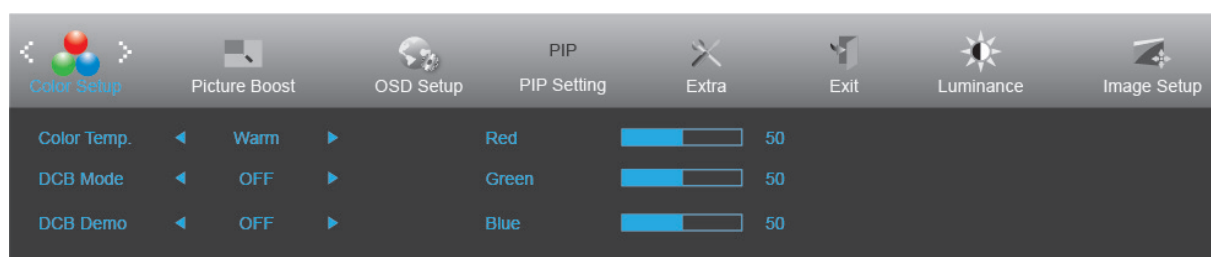 PIP
Color Setup Picture Boost OSD Setup PIP Setting Extra Exit Luminance Image Setup
Color Temp. Warm Red 50
DCB Mode OFF Green 50
DCB Demo OFF Blue 50